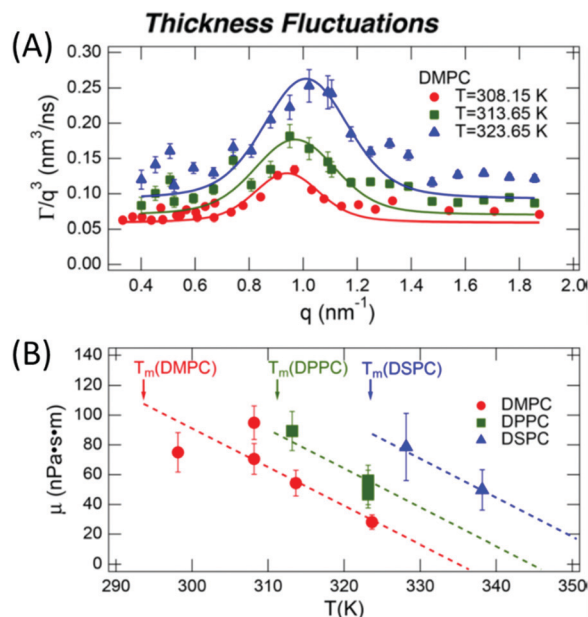 Thickness Fluctuations
(A)
0.30
0.25
0.20
0.15
0.10
0.05
0.00
Γ/q³ (nm³/ns)
DMPC
T=308.15 K
T=313.65 K
T=323.65 K
0.4 0.6 0.8 1.0 1.2 1.4 1.6 1.8 2.0
q (nm⁻¹)
(B)
140
120
100
80
60
40
20
0
μ (nPa•s•m)
Tm(DMPC)
Tm(DPPC)
Tm(DSPC)
DMPC
DPPC
DSPC
290 300 310 320 330 340 350
T(K)